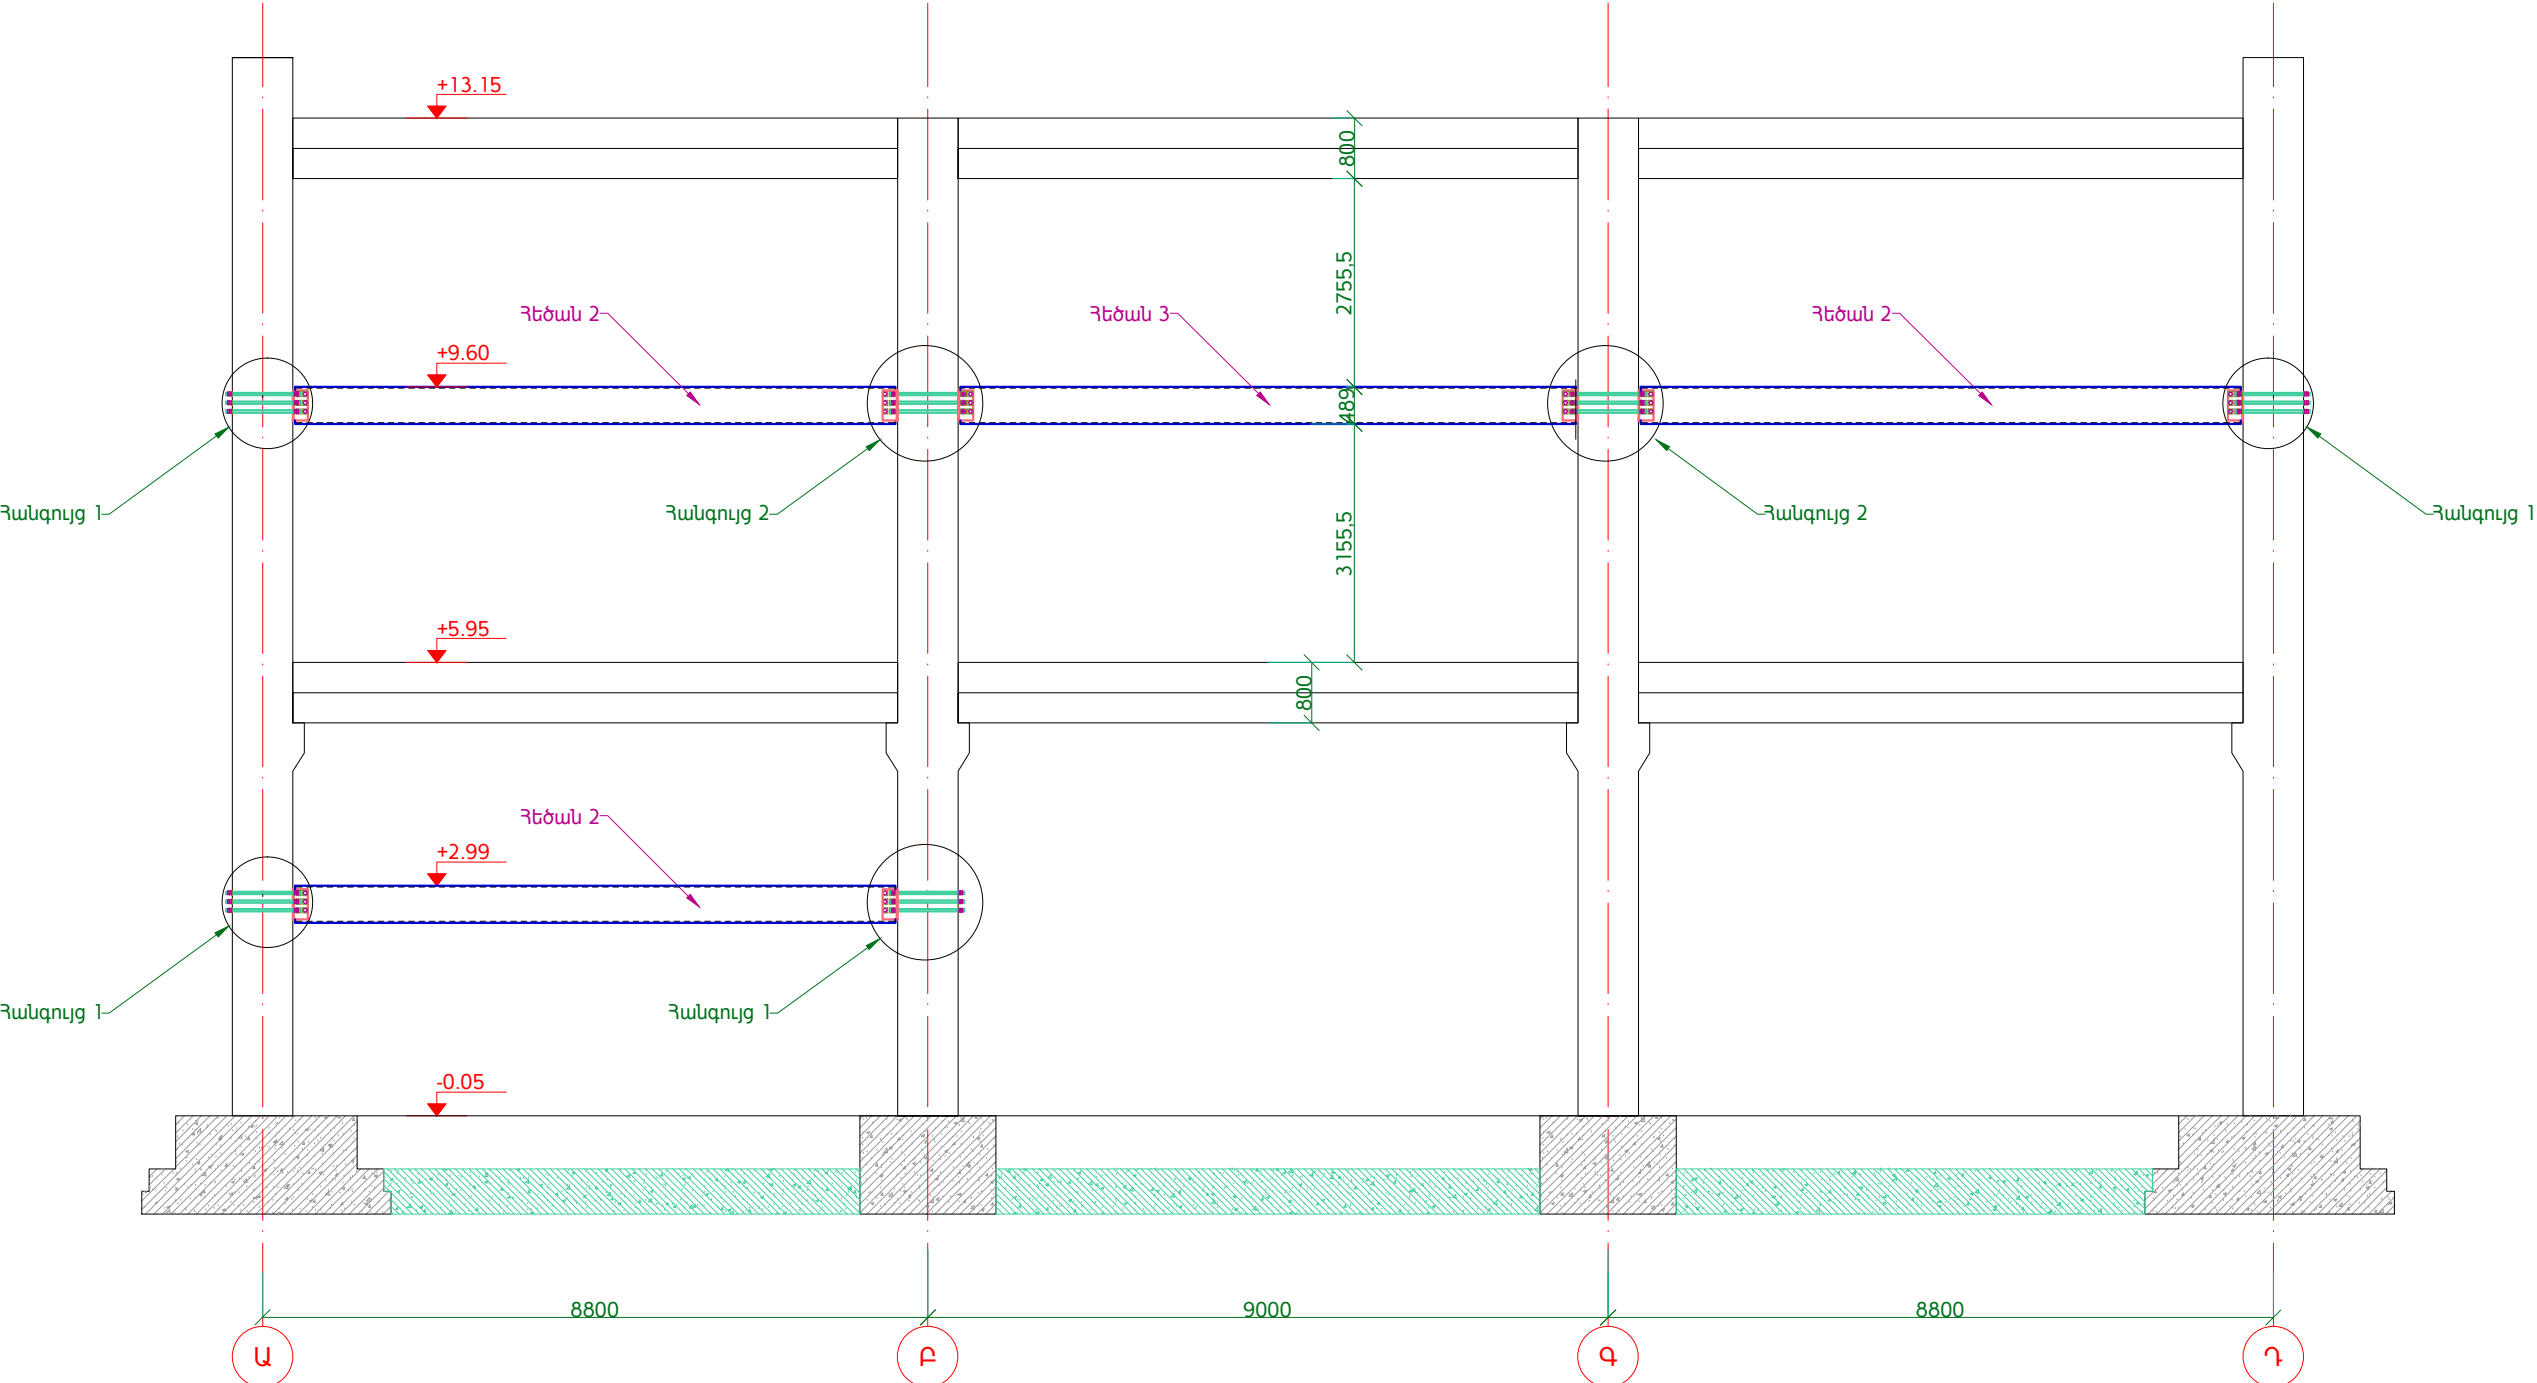 +13.15
800
2755,5
Հեծան 2
Հեծան 3
Հեծան 2
+9.60
489
Հանգույց 1
Հանգույց 2
Հանգույց 2
Հանգույց 1
3155,5
+5.95
800
Հեծան 2
+2.99
Հանգույց 1
Հանգույց 1
-0.05
8800
9000
8800
Ա
Բ
Գ
Դ